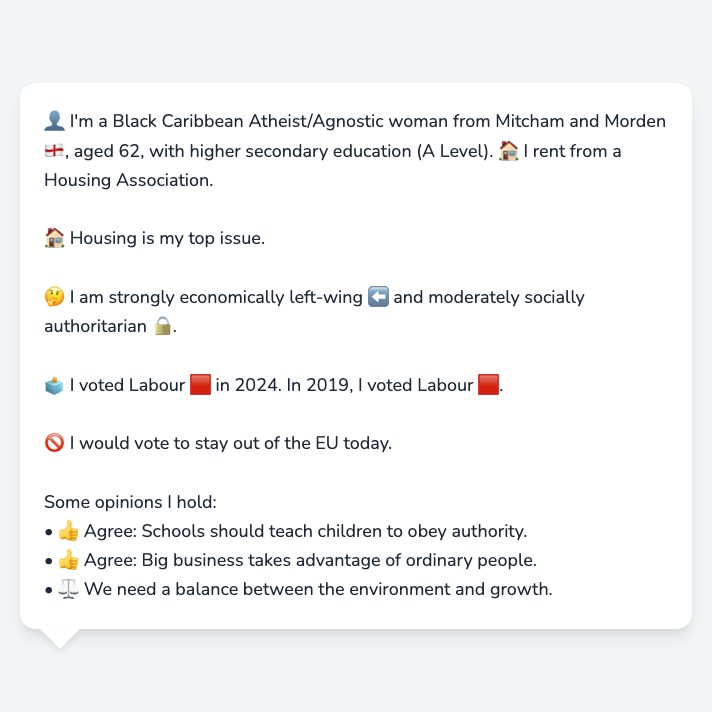 👤 I'm a Black Caribbean Atheist/Agnostic woman from Mitcham and Morden
🏴󠁧󠁢󠁥󠁮󠁧󠁿, aged 62, with higher secondary education (A Level). 🏠 I rent from a
Housing Association.
🏠 Housing is my top issue.
🤔 I am strongly economically left-wing ⬅️ and moderately socially
authoritarian 🔒.
🗳️ I voted Labour 🟥 in 2024. In 2019, I voted Labour 🟥.
🚫 I would vote to stay out of the EU today.
Some opinions I hold:
• 👍 Agree: Schools should teach children to obey authority.
• 👍 Agree: Big business takes advantage of ordinary people.
• ⚖️ We need a balance between the environment and growth.